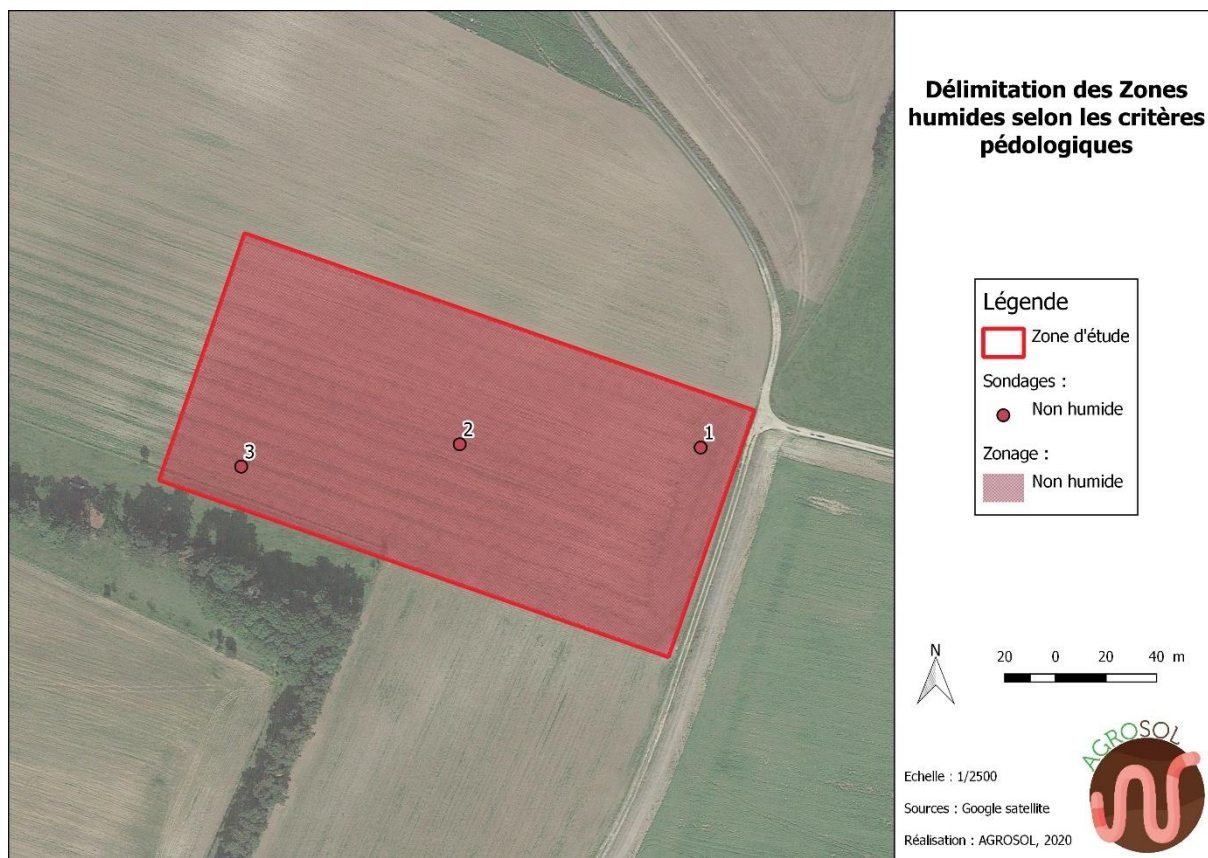 Délimitation des Zones
humides selon les critères
pédologiques
Légende
Zone d'étude
Sondages :
Non humide
Zonage :
Non humide
1
2
3
N
20 0 20 40 m
AGROSOL
Echelle : 1/2500
Sources : Google satellite
Réalisation : AGROSOL, 2020